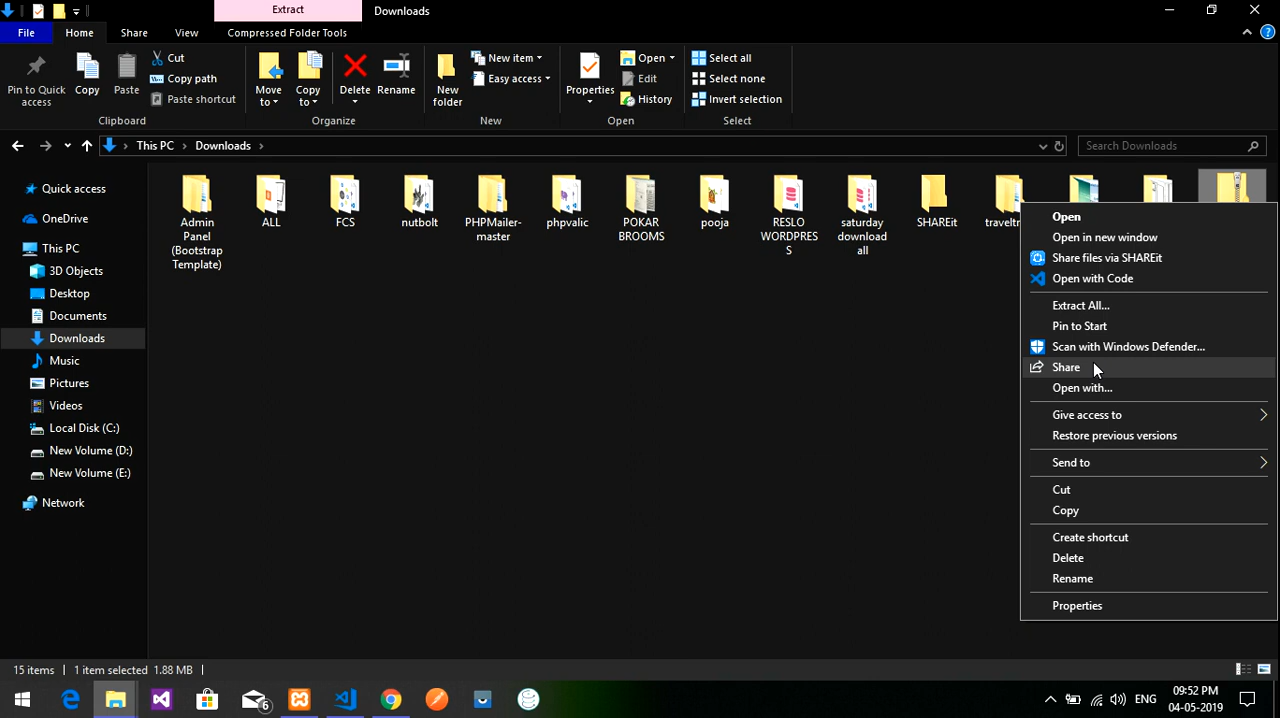 Extract
Downloads
File
Home
Share
View
Compressed Folder Tools
Pin to Quick access
Copy
Paste
Cut
Copy path
Paste shortcut
Clipboard
Move to
Copy to
Delete
Rename
Organize
New folder
New item
Easy access
New
Properties
Open
Edit
History
Open
Select all
Select none
Invert selection
Select
This PC
Downloads
Search Downloads
Quick access
OneDrive
This PC
3D Objects
Desktop
Documents
Downloads
Music
Pictures
Videos
Local Disk (C:)
New Volume (D:)
New Volume (E:)
Network
Admin
Panel
(Bootstrap
Template)
ALL
FCS
nutbolt
PHPMailer-
master
phpvalic
POKAR
BROOMS
pooja
RESLO
WORDPRES
S
saturday
download
all
SHAREit
Open
Open in new window
Share files via SHAREit
Open with Code
Extract All...
Pin to Start
Scan with Windows Defender...
Share
Open with...
Give access to
Restore previous versions
Send to
Cut
Copy
Create shortcut
Delete
Rename
Properties
15 items
1 item selected 1.88 MB
6
ENG
09:52 PM
04-05-2019